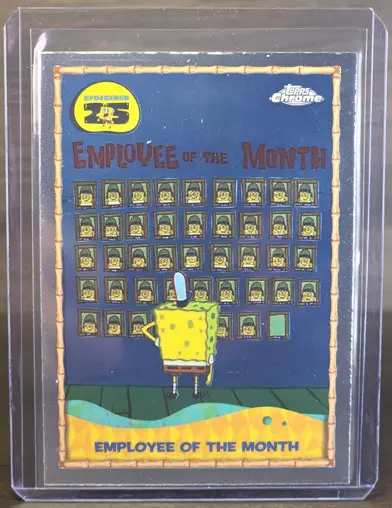 SPONGEBOB
25
Topps
Chrome
EMPLOYEE OF THE MONTH
EMPLOYEE OF THE MONTH